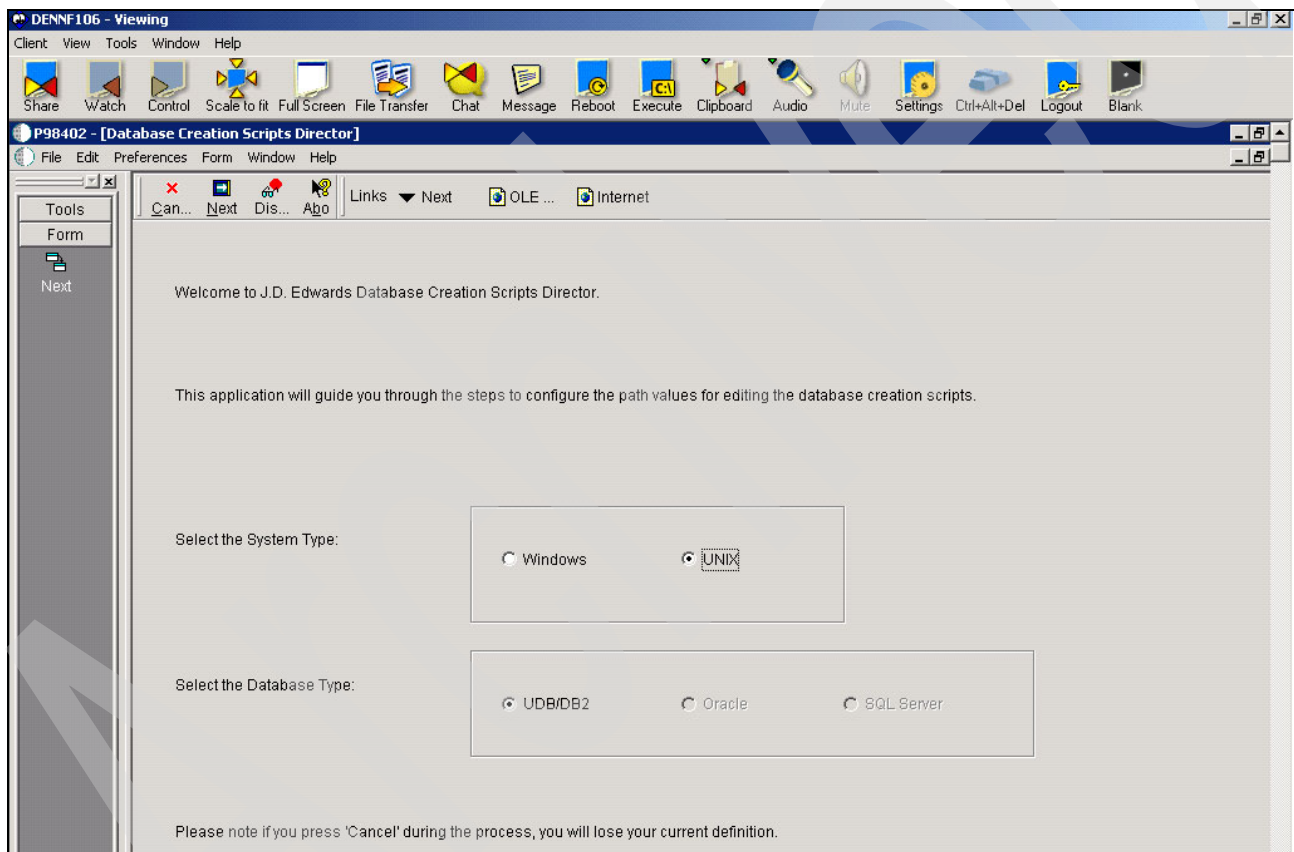 DENNF106 - Viewing
Client View Tools Window Help
Share Watch Control Scale to fit Full Screen File Transfer Chat Message Reboot Execute Clipboard Audio Mute Settings Ctrl+Alt+Del Logout Blank
P98402 - [Database Creation Scripts Director]
File Edit Preferences Form Window Help
Can... Next Dis... Abo Links Next OLE ... Internet
Tools
Form
Next
Welcome to J.D. Edwards Database Creation Scripts Director.
This application will guide you through the steps to configure the path values for editing the database creation scripts.
Select the System Type:
Windows UNIX
Select the Database Type:
UDB/DB2 Oracle SQL Server
Please note if you press 'Cancel' during the process, you will lose your current definition.